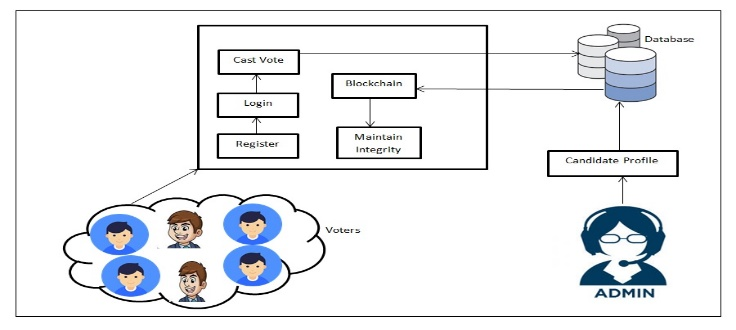 Cast Vote
Login
Register
Blockchain
Maintain
Integrity
Database
Candidate Profile
Voters
ADMIN